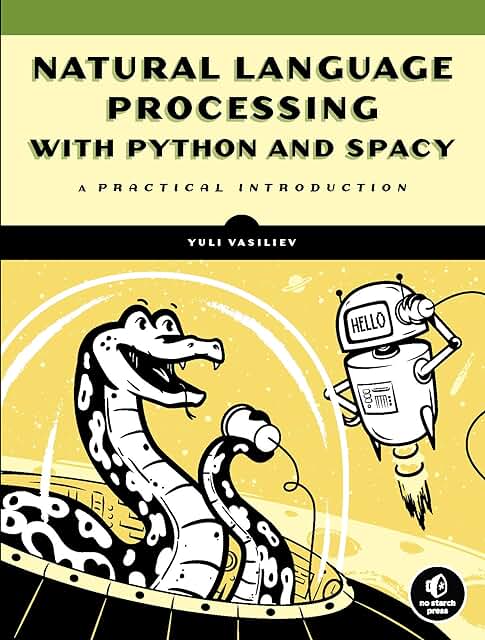 NATURAL LANGUAGE
PROCESSING
WITH PYTHON AND SPACY
A PRACTICAL INTRODUCTION
YULI VASILIEV
HELLO
no starch
press